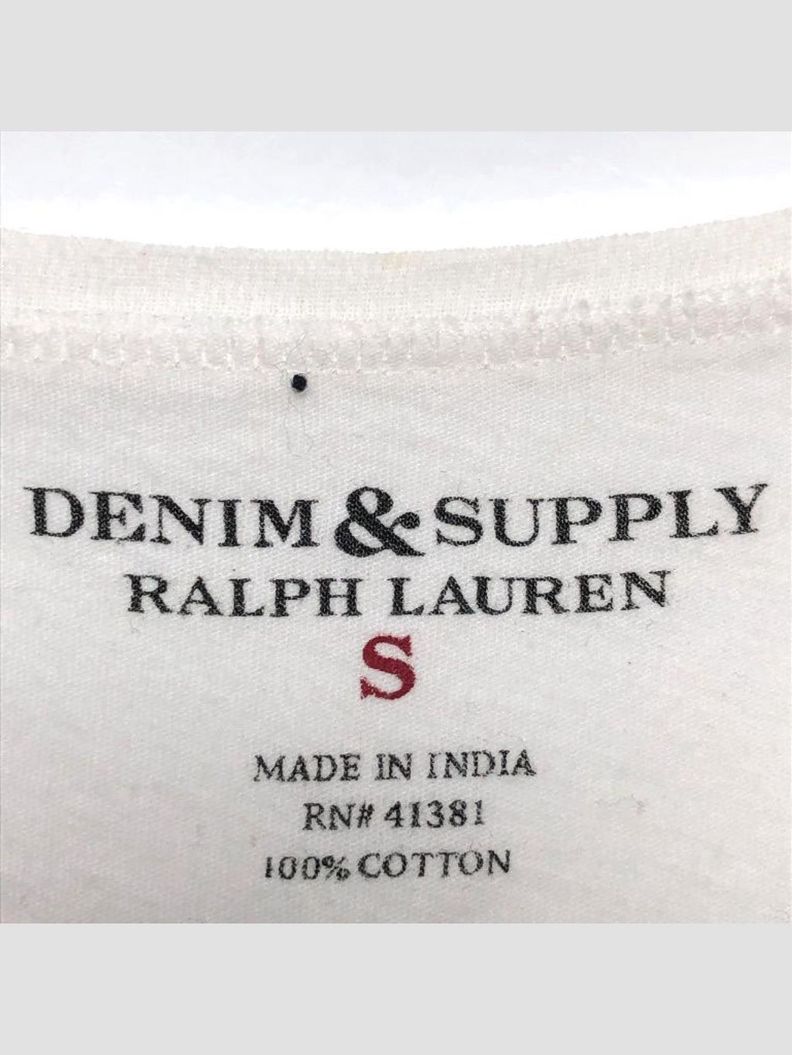 DENIM & SUPPLY
RALPH LAUREN
S
MADE IN INDIA
RN# 41381
100% COTTON